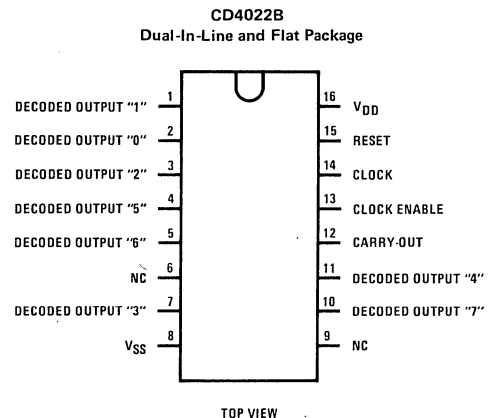 CD4022B
Dual-In-Line and Flat Package
DECODED OUTPUT "1" 1
DECODED OUTPUT "0" 2
DECODED OUTPUT "2" 3
DECODED OUTPUT "5" 4
DECODED OUTPUT "6" 5
NC 6
DECODED OUTPUT "3" 7
VSS 8
16 VDD
15 RESET
14 CLOCK
13 CLOCK ENABLE
12 CARRY-OUT
11 DECODED OUTPUT "4"
10 DECODED OUTPUT "7"
9 NC
TOP VIEW